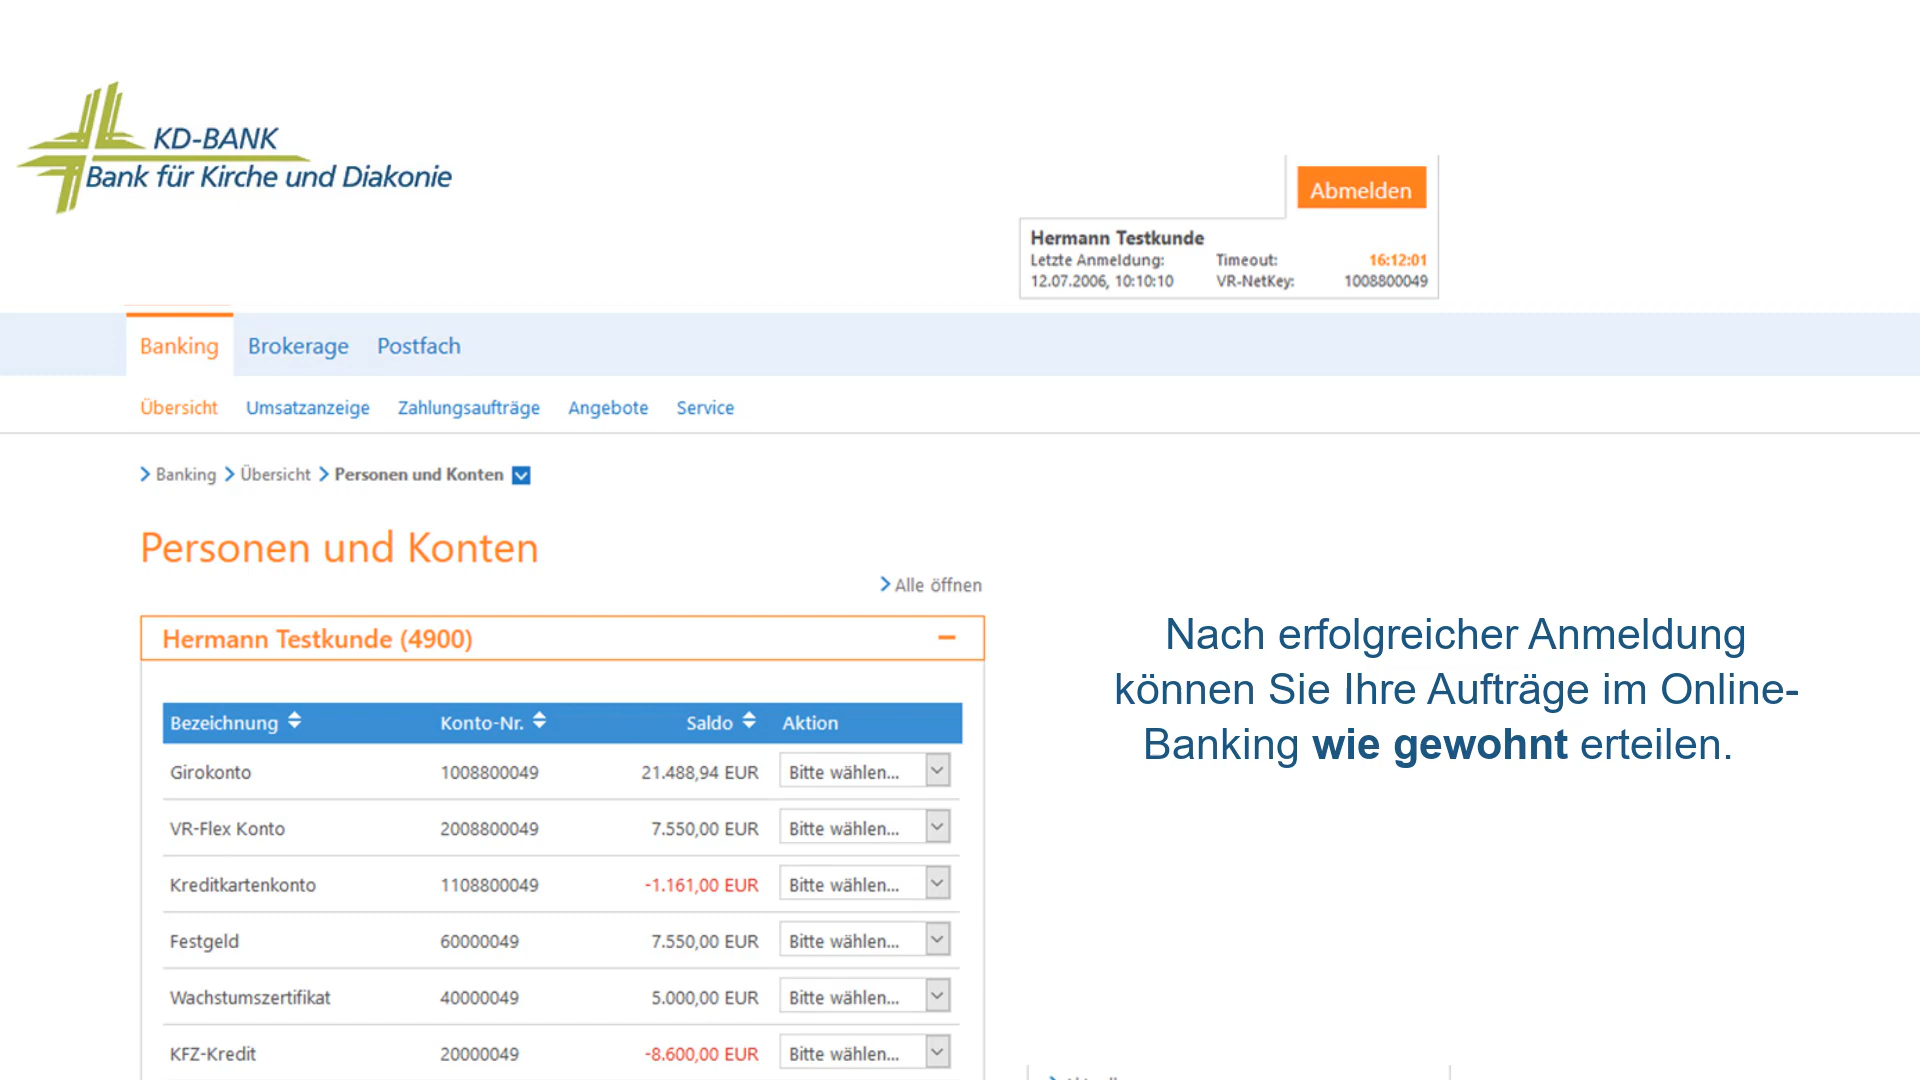 KD-BANK
Bank für Kirche und Diakonie
Abmelden
Hermann Testkunde
Letzte Anmeldung: Timeout: 16:12:01
12.07.2006, 10:10:10 VR-NetKey: 1008800049
Banking Brokerage Postfach
Übersicht Umsatzanzeige Zahlungsaufträge Angebote Service
Banking Übersicht Personen und Konten
Personen und Konten
Alle öffnen
Hermann Testkunde (4900)
Bezeichnung Konto-Nr. Saldo Aktion
Girokonto 1008800049 21.488,94 EUR Bitte wählen...
VR-Flex Konto 2008800049 7.550,00 EUR Bitte wählen...
Kreditkartenkonto 1108800049 -1.161,00 EUR Bitte wählen...
Festgeld 60000049 7.550,00 EUR Bitte wählen...
Wachstumszertifikat 40000049 5.000,00 EUR Bitte wählen...
KFZ-Kredit 20000049 -8.600,00 EUR Bitte wählen...
Nach erfolgreicher Anmeldung
können Sie Ihre Aufträge im Online-
Banking wie gewohnt erteilen.